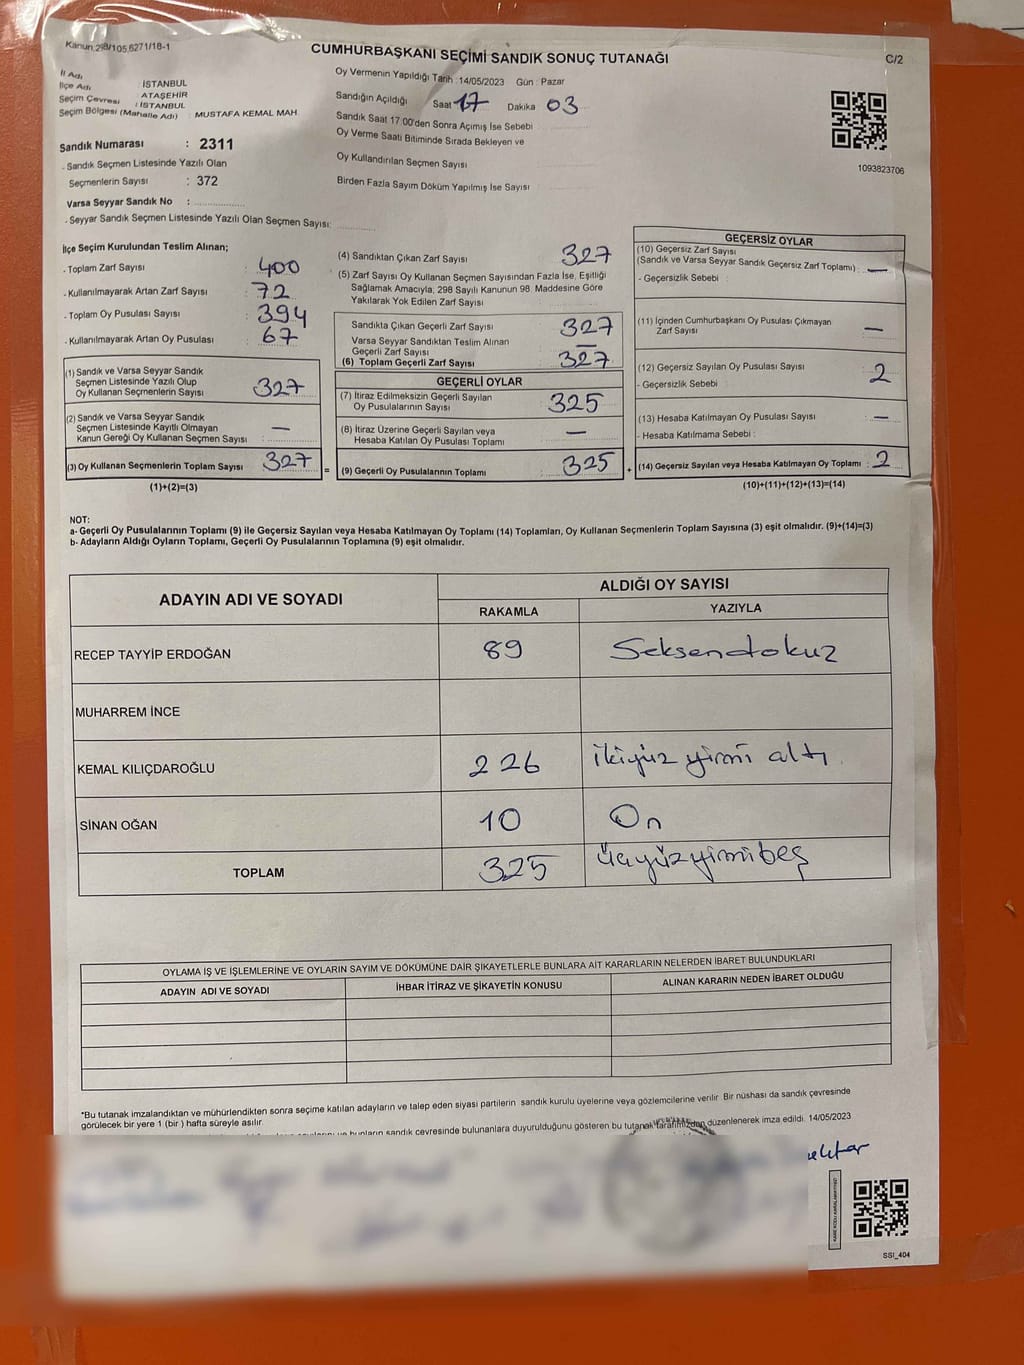 Kanun,298/105,6271/18-1
CUMHURBAŞKANI SEÇİMİ SANDIK SONUÇ TUTANAĞI
C/2
İl Adı : İSTANBUL
İlçe Adı : ATAŞEHİR
Seçim Çevresi : İSTANBUL
Seçim Bölgesi (Mahalle Adı) : MUSTAFA KEMAL MAH
Sandık Numarası : 2311
- Sandık Seçmen Listesinde Yazılı Olan
Seçmenlerin Sayısı : 372
Varsa Seyyar Sandık No :
- Seyyar Sandık Seçmen Listesinde Yazılı Olan Seçmen Sayısı:
Oy Vermenin Yapıldığı Tarih :14/05/2023 Gün : Pazar
Sandığın Açıldığı Saat 17 Dakika 03
Sandık Saat 17:00'den Sonra Açımış İse Sebebi
Oy Verme Saati Bitiminde Sırada Bekleyen ve
Oy Kullandırılan Seçmen Sayısı
Birden Fazla Sayım Döküm Yapılmış İse Sayısı
1093823706
İlçe Seçim Kurulundan Teslim Alınan;
- Toplam Zarf Sayısı : 400
- Kullanılmayarak Artan Zarf Sayısı : 72
- Toplam Oy Pusulası Sayısı : 394
- Kullanılmayarak Artan Oy Pusulası : 67
(1) Sandık ve Varsa Seyyar Sandık
Seçmen Listesinde Yazılı Olup
Oy Kullanan Seçmenlerin Sayısı : 327
(2) Sandık ve Varsa Seyyar Sandık
Seçmen Listesinde Kayıtlı Olmayan
Kanun Gereği Oy Kullanan Seçmen Sayısı : —
(3) Oy Kullanan Seçmenlerin Toplam Sayısı : 327
(1)+(2)=(3)
(4) Sandıktan Çıkan Zarf Sayısı : 327
(5) Zarf Sayısı Oy Kullanan Seçmen Sayısından Fazla İse, Eşitliği
Sağlamak Amacıyla, 298 Sayılı Kanunun 98. Maddesine Göre
Yakılarak Yok Edilen Zarf Sayısı
Sandıkta Çıkan Geçerli Zarf Sayısı : 327
Varsa Seyyar Sandıktan Teslim Alınan
Geçerli Zarf Sayısı : —
(6) Toplam Geçerli Zarf Sayısı : 327
GEÇERLİ OYLAR
(7) İtiraz Edilmeksizin Geçerli Sayılan
Oy Pusulalarının Sayısı : 325
(8) İtiraz Üzerine Geçerli Sayılan veya
Hesaba Katılan Oy Pusulası Toplamı : —
= (9) Geçerli Oy Pusulalarının Toplamı : 325 +
GEÇERSİZ OYLAR
(10) Geçersiz Zarf Sayısı
(Sandık ve Varsa Seyyar Sandık Geçersiz Zarf Toplamı) : —
- Geçersizlik Sebebi :
(11) İçinden Cumhurbaşkanı Oy Pusulası Çıkmayan
Zarf Sayısı : —
(12) Geçersiz Sayılan Oy Pusulası Sayısı : 2
- Geçersizlik Sebebi :
(13) Hesaba Katılmayan Oy Pusulası Sayısı : —
- Hesaba Katılmama Sebebi :
(14) Geçersiz Sayılan veya Hesaba Katılmayan Oy Toplamı : 2
(10)+(11)+(12)+(13)=(14)
NOT:
a- Geçerli Oy Pusulalarının Toplamı (9) ile Geçersiz Sayılan veya Hesaba Katılmayan Oy Toplamı (14) Toplamları, Oy Kullanan Seçmenlerin Toplam Sayısına (3) eşit olmalıdır. (9)+(14)=(3)
b- Adayların Aldığı Oyların Toplamı, Geçerli Oy Pusulalarının Toplamına (9) eşit olmalıdır.
ADAYIN ADI VE SOYADI
ALDIĞI OY SAYISI
RAKAMLA YAZIYLA
RECEP TAYYİP ERDOĞAN 89 Seksendokuz
MUHARREM İNCE
KEMAL KILIÇDAROĞLU 226 ikiyüz yirmi altı
SİNAN OĞAN 10 On
TOPLAM 325 üçyüzyirmibeş
OYLAMA İŞ VE İŞLEMLERİNE VE OYLARIN SAYIM VE DÖKÜMÜNE DAİR ŞİKAYETLERLE BUNLARA AİT KARARLARIN NELERDEN İBARET BULUNDUKLARI
ADAYIN ADI VE SOYADI İHBAR İTİRAZ VE ŞİKAYETİN KONUSU ALINAN KARARIN NEDEN İBARET OLDUĞU
*Bu tutanak imzalandıktan ve mühürlendikten sonra seçime katılan adayların ve talep eden siyasi partilerin sandık kurulu üyelerine veya gözlemcilerine verilir. Bir nüshası da sandık çevresinde
görülecek bir yere 1 (bir) hafta süreyle asılır.
bunların sandık çevresinde bulunanlara duyurulduğunu gösteren bu tutanak tarafımızdan düzenlenerek imza edildi. 14/05/2023
SSI_404